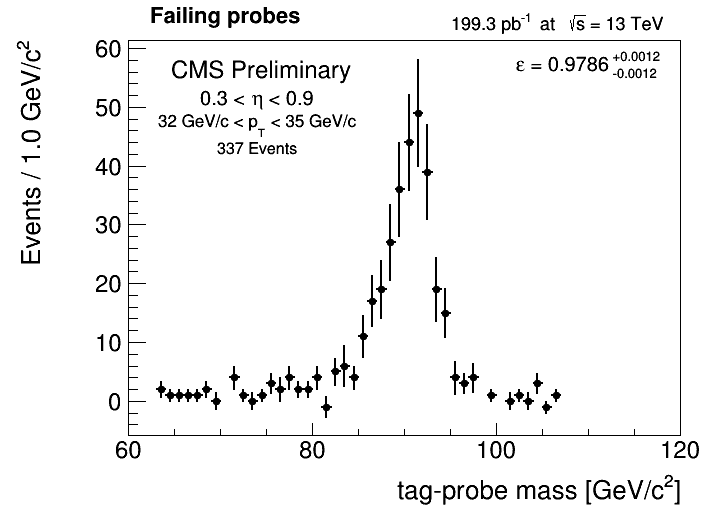 Failing probes
199.3 pb⁻¹ at √s = 13 TeV
CMS Preliminary
0.3 < η < 0.9
32 GeV/c < p_T < 35 GeV/c
337 Events
ε = 0.9786 +0.0012 -0.0012
Events / 1.0 GeV/c²
60
50
40
30
20
10
0
60 80 100 120
tag-probe mass [GeV/c²]